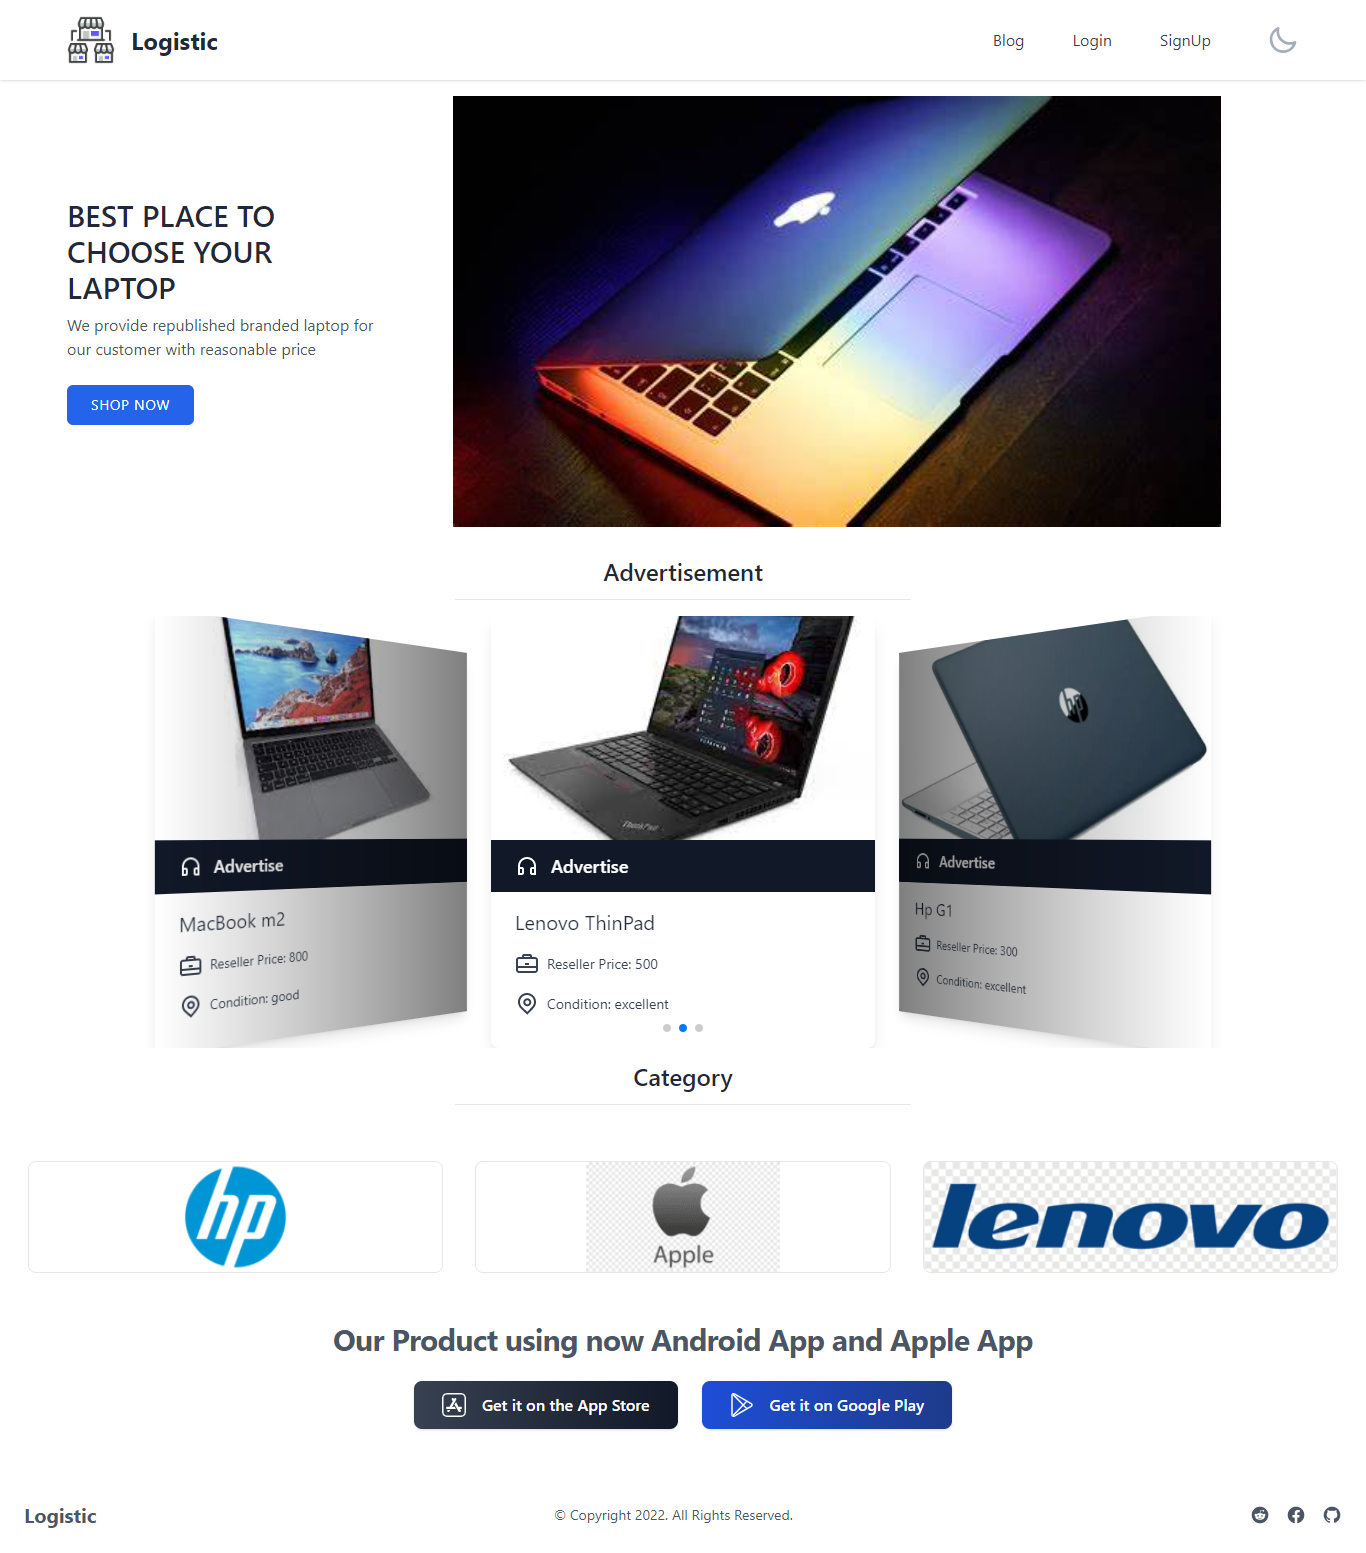 Logistic
Blog
Login
SignUp
BEST PLACE TO
CHOOSE YOUR
LAPTOP
We provide republished branded laptop for
our customer with reasonable price
SHOP NOW
Advertisement
Advertise
MacBook m2
Reseller Price: 800
Condition: good
ThinkPad
Advertise
Lenovo ThinPad
Reseller Price: 500
Condition: excellent
hp
Advertise
Hp G1
Reseller Price: 300
Condition: excellent
Category
hp
Apple
lenovo
Our Product using now Android App and Apple App
Get it on the App Store
Get it on Google Play
Logistic
© Copyright 2022. All Rights Reserved.